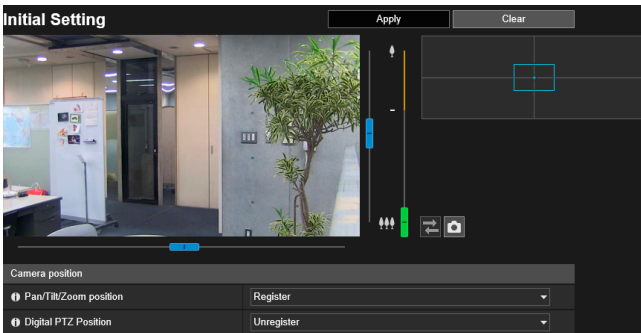 Initial Setting
Apply
Clear
Camera position
Pan/Tilt/Zoom position
Register
Digital PTZ Position
Unregister